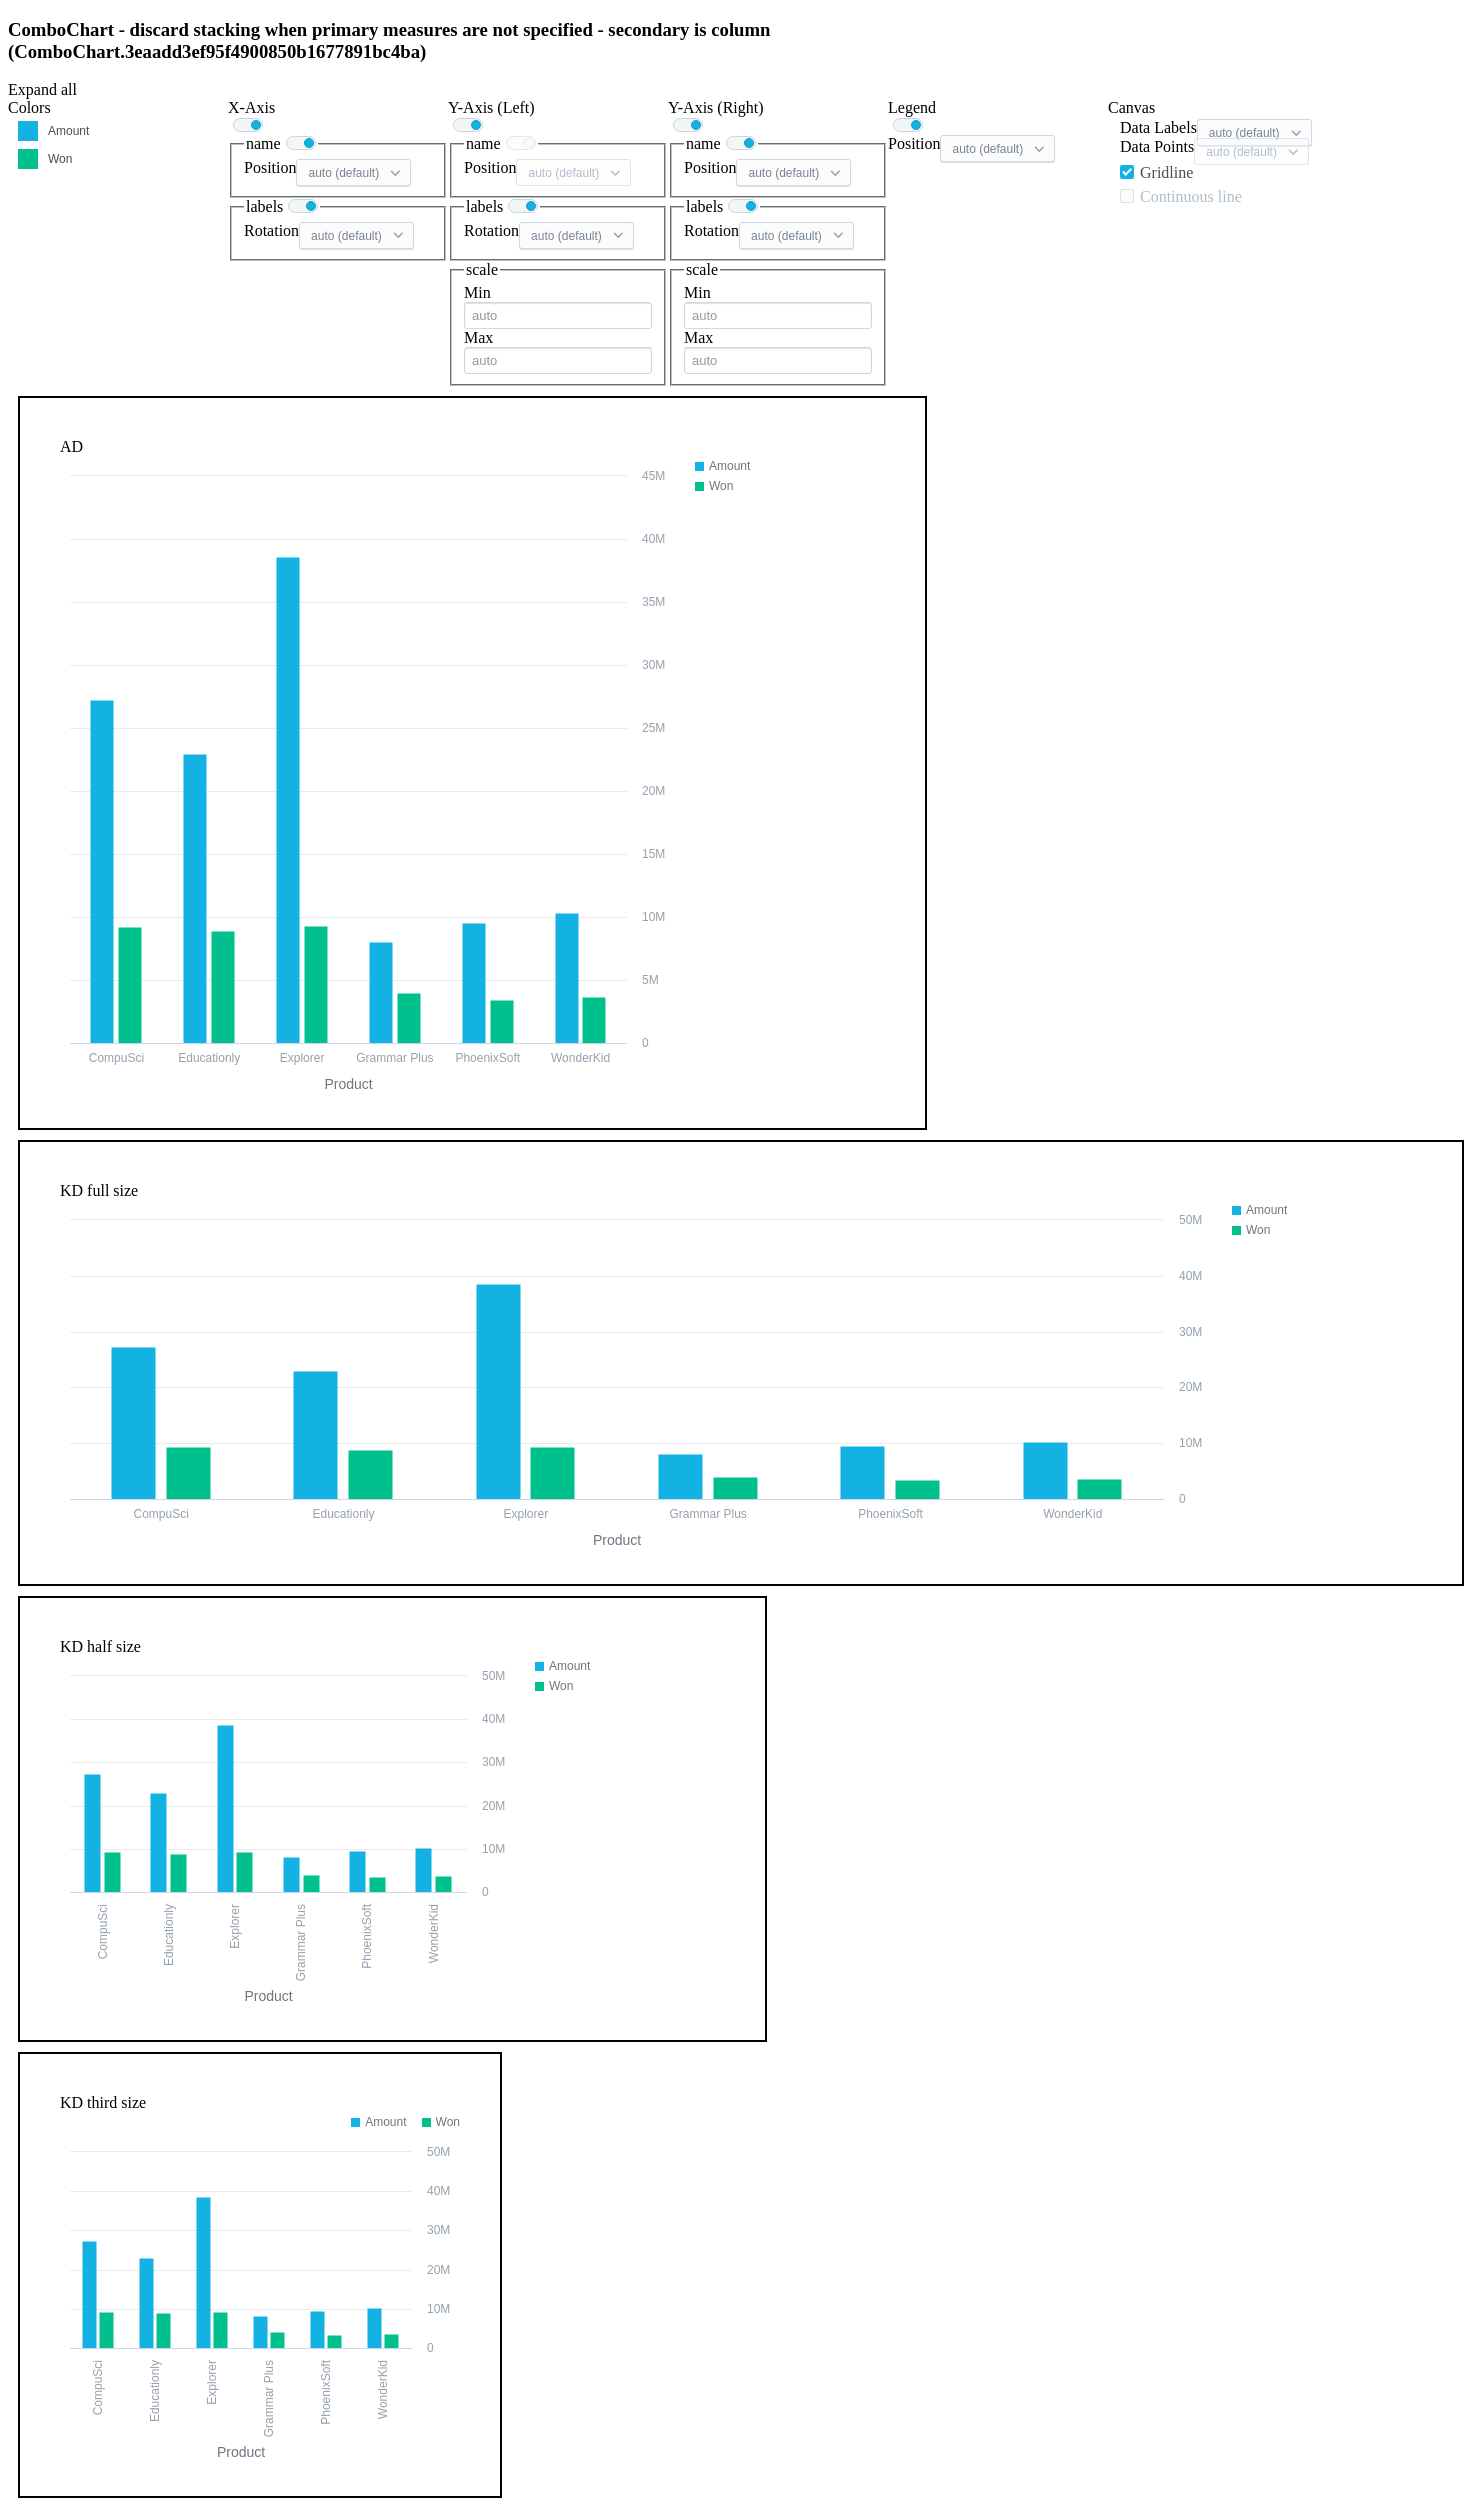 ComboChart - discard stacking when primary measures are not specified - secondary is column
(ComboChart.3eaadd3ef95f4900850b1677891bc4ba)
Expand all
Colors
Amount
Won
X-Axis
name
Position auto (default)
labels
Rotation auto (default)
Y-Axis (Left)
name
Position auto (default)
labels
Rotation auto (default)
scale
Min
auto
Max
auto
Y-Axis (Right)
name
Position auto (default)
labels
Rotation auto (default)
scale
Min
auto
Max
auto
Legend
Position auto (default)
Canvas
Data Labels auto (default)
Data Points auto (default)
Gridline
Continuous line
AD
Amount
Won
45M
40M
35M
30M
25M
20M
15M
10M
5M
0
CompuSci Educationly Explorer Grammar Plus PhoenixSoft WonderKid
Product
KD full size
Amount
Won
50M
40M
30M
20M
10M
0
CompuSci Educationly Explorer Grammar Plus PhoenixSoft WonderKid
Product
KD half size
Amount
Won
50M
40M
30M
20M
10M
0
CompuSci
Educationly
Explorer
Grammar Plus
PhoenixSoft
WonderKid
Product
KD third size
Amount Won
50M
40M
30M
20M
10M
0
CompuSci
Educationly
Explorer
Grammar Plus
PhoenixSoft
WonderKid
Product